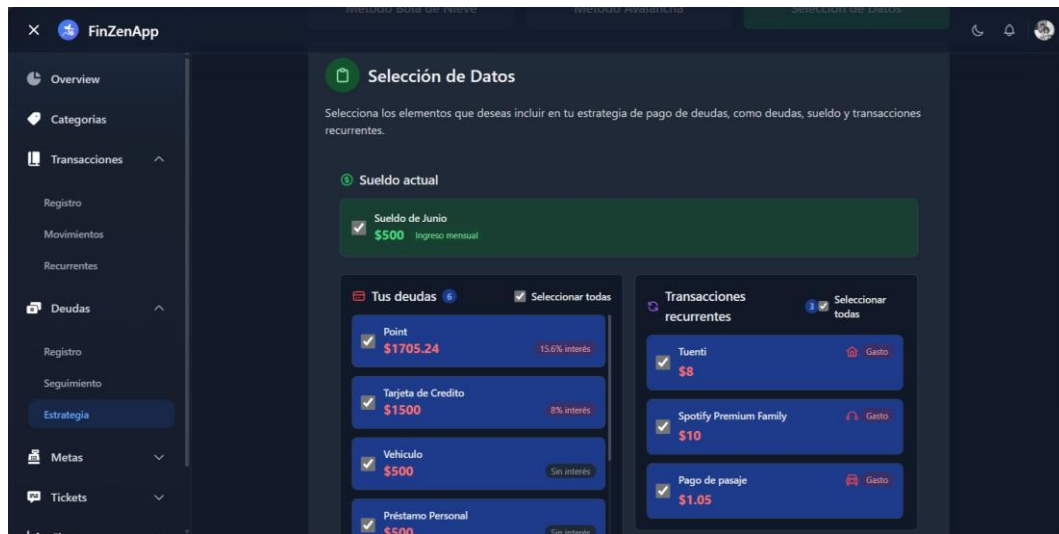 Método Bola de Nieve
Método Avalancha
Selección de Datos
FinZenApp
Overview
Categorias
Transacciones
Registro
Movimientos
Recurrentes
Deudas
Registro
Seguimiento
Estrategia
Metas
Tickets
Selección de Datos
Selecciona los elementos que deseas incluir en tu estrategia de pago de deudas, como deudas, sueldo y transacciones
recurrentes.
Sueldo actual
Sueldo de Junio
$500 Ingreso mensual
Tus deudas 6 Seleccionar todas
Point
$1705.24 15.6% interés
Tarjeta de Credito
$1500 8% interés
Vehiculo
$500 Sin interés
Préstamo Personal
$500 Sin interés
Transacciones
recurrentes
3 Seleccionar
todas
Tuenti Gasto
$8
Spotify Premium Family Gasto
$10
Pago de pasaje Gasto
$1.05